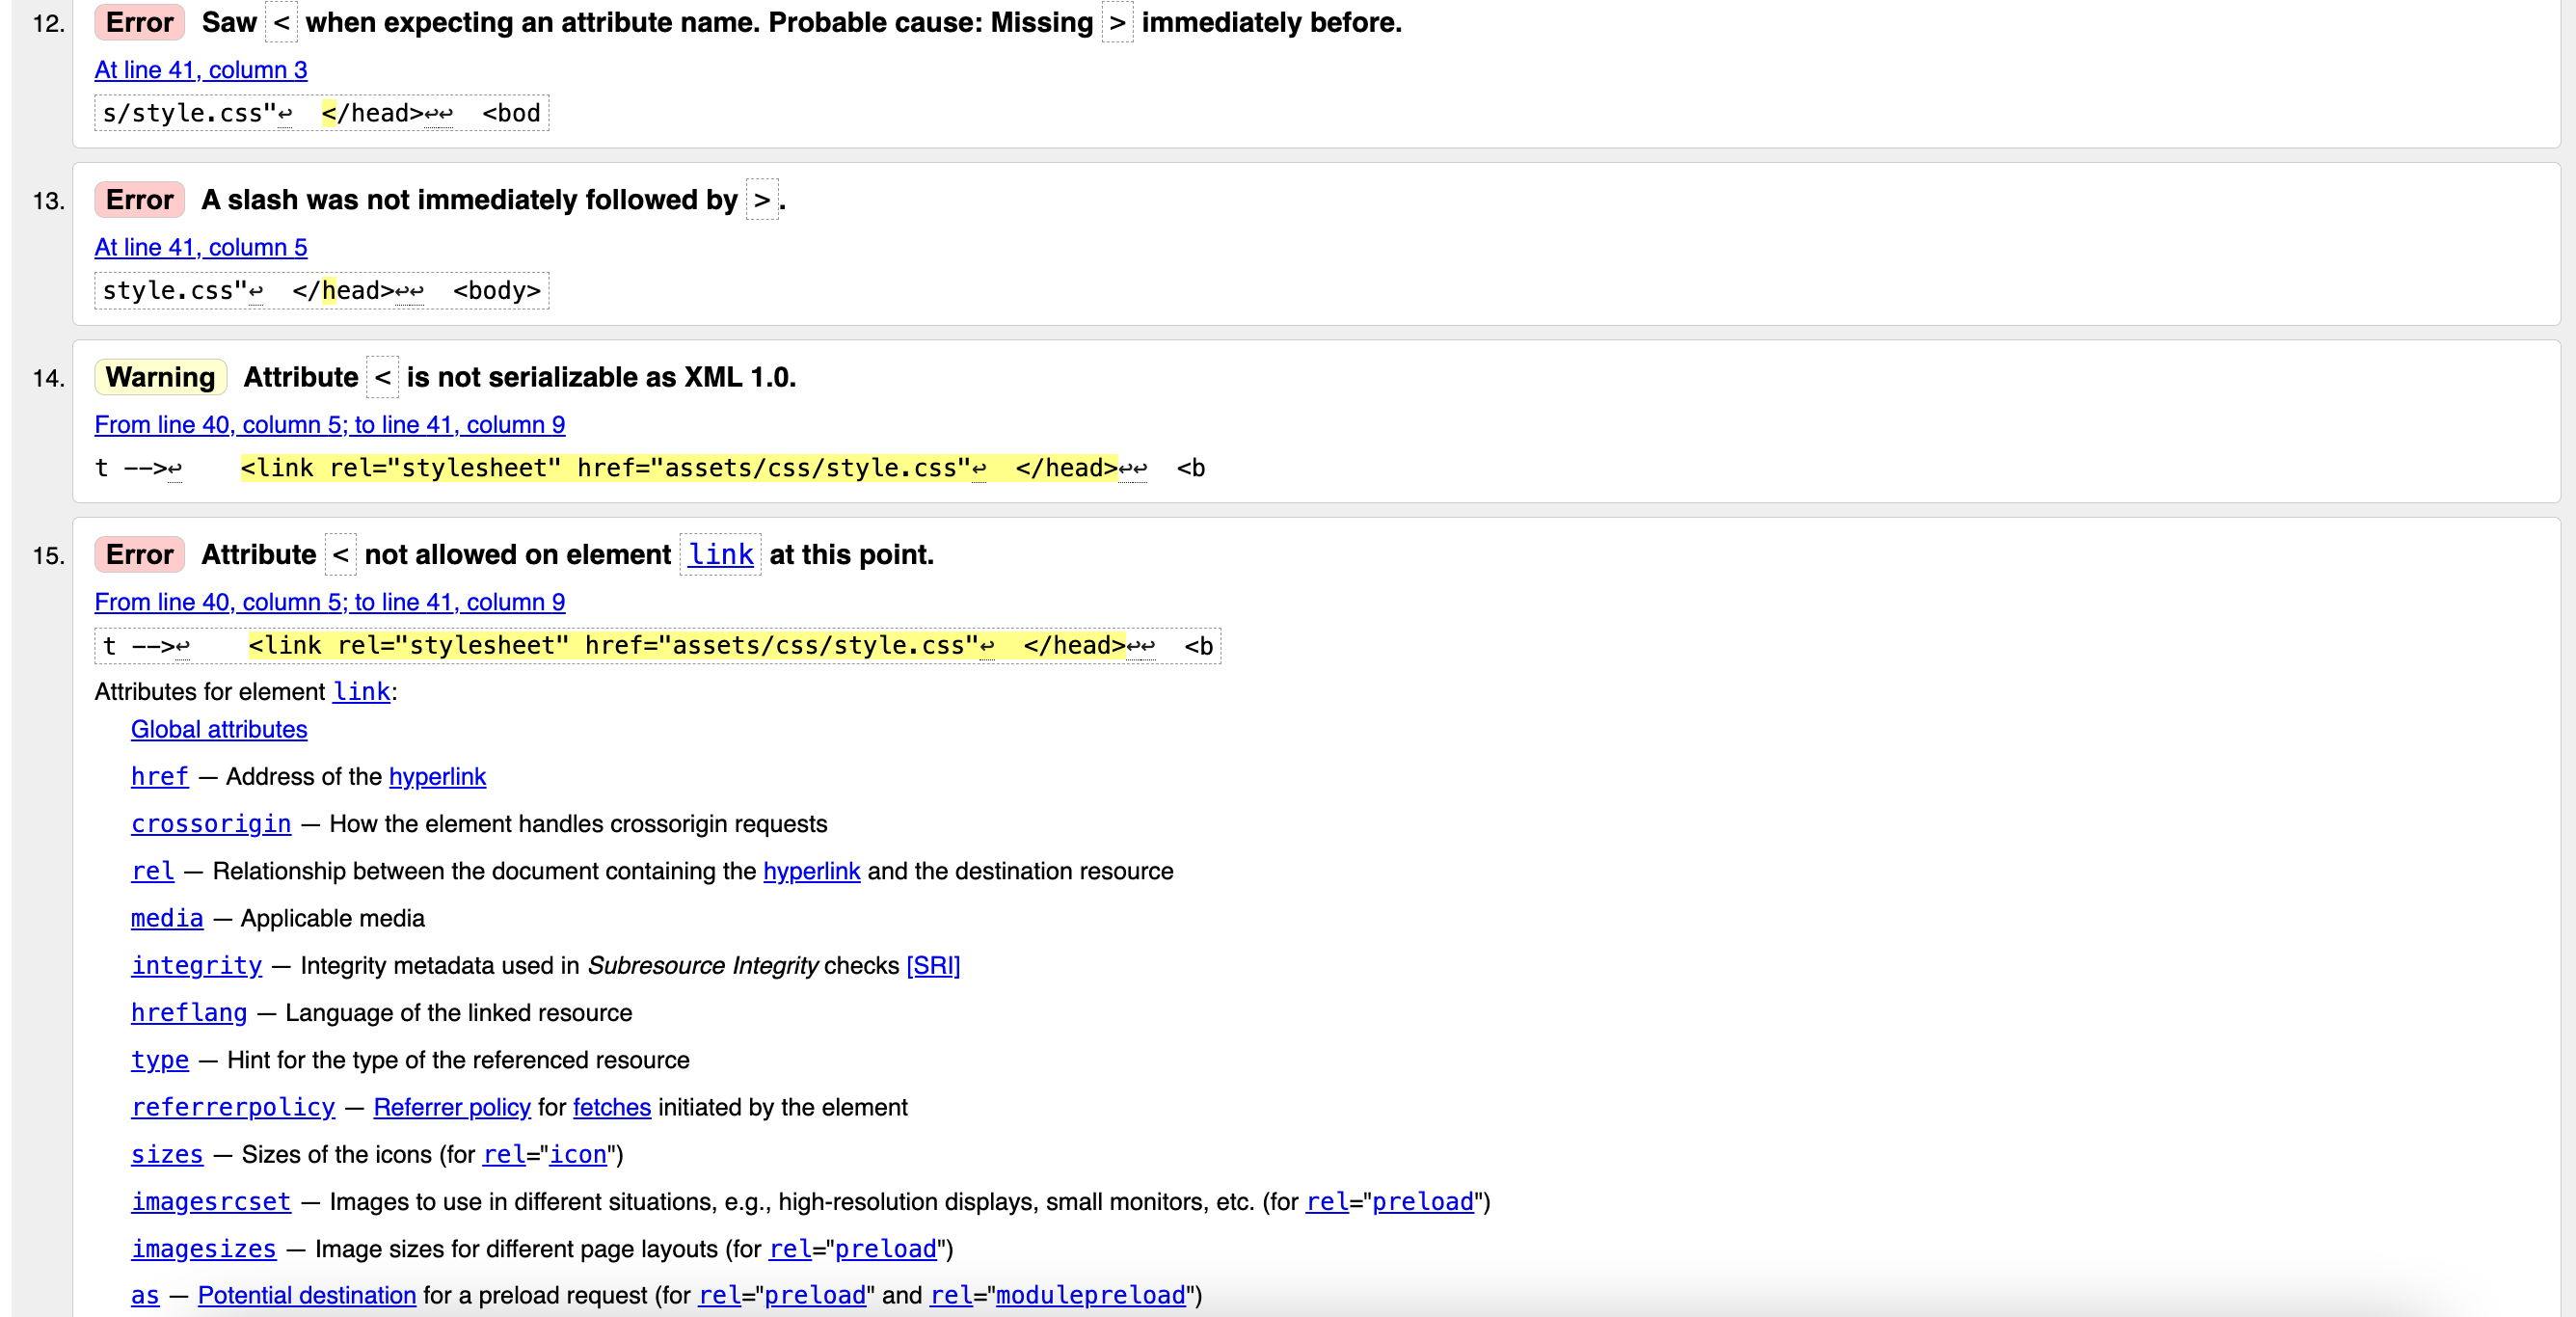 12. Error Saw < when expecting an attribute name. Probable cause: Missing > immediately before.
At line 41, column 3
s/style.css"↩  </head>↩↩  <bod
13. Error A slash was not immediately followed by >.
At line 41, column 5
style.css"↩  </head>↩↩  <body>
14. Warning Attribute < is not serializable as XML 1.0.
From line 40, column 5; to line 41, column 9
t -->↩    <link rel="stylesheet" href="assets/css/style.css"↩  </head>↩↩  <b
15. Error Attribute < not allowed on element link at this point.
From line 40, column 5; to line 41, column 9
t -->↩    <link rel="stylesheet" href="assets/css/style.css"↩  </head>↩↩  <b
Attributes for element link:
Global attributes
href — Address of the hyperlink
crossorigin — How the element handles crossorigin requests
rel — Relationship between the document containing the hyperlink and the destination resource
media — Applicable media
integrity — Integrity metadata used in Subresource Integrity checks [SRI]
hreflang — Language of the linked resource
type — Hint for the type of the referenced resource
referrerpolicy — Referrer policy for fetches initiated by the element
sizes — Sizes of the icons (for rel="icon")
imagesrcset — Images to use in different situations, e.g., high-resolution displays, small monitors, etc. (for rel="preload")
imagesizes — Image sizes for different page layouts (for rel="preload")
as — Potential destination for a preload request (for rel="preload" and rel="modulepreload")